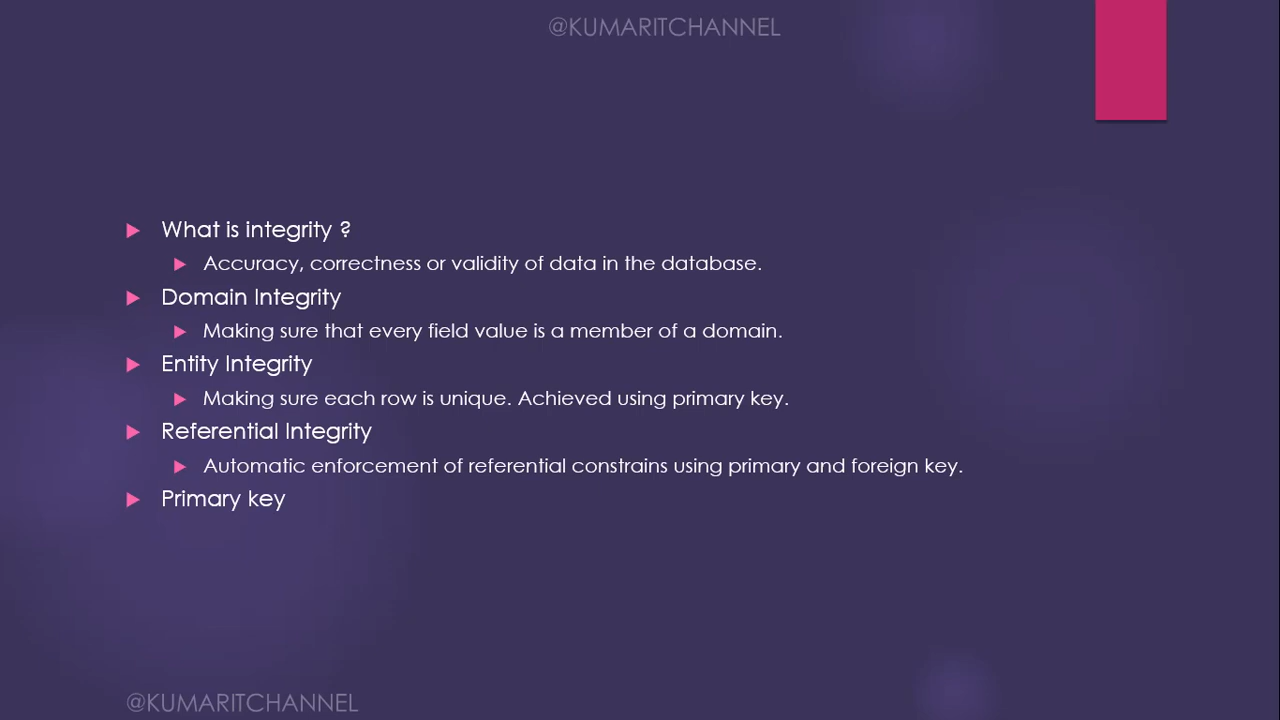 @KUMARITCHANNEL
What is integrity ?
Accuracy, correctness or validity of data in the database.
Domain Integrity
Making sure that every field value is a member of a domain.
Entity Integrity
Making sure each row is unique. Achieved using primary key.
Referential Integrity
Automatic enforcement of referential constrains using primary and foreign key.
Primary key
@KUMARITCHANNEL